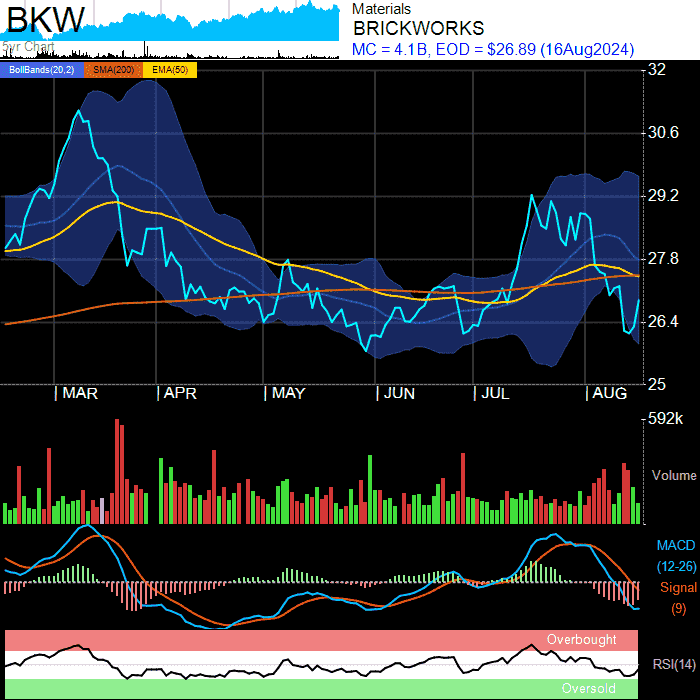 BKW
5yr Chart
Materials
BRICKWORKS
MC = 4.1B, EOD = $26.89 (16Aug2024)
BollBands(20,2) SMA(200) EMA(50)
32
30.6
29.2
27.8
26.4
25
MAR APR MAY JUN JUL AUG
592k
Volume
MACD
(12-26)
Signal
(9)
Overbought
RSI(14)
Oversold